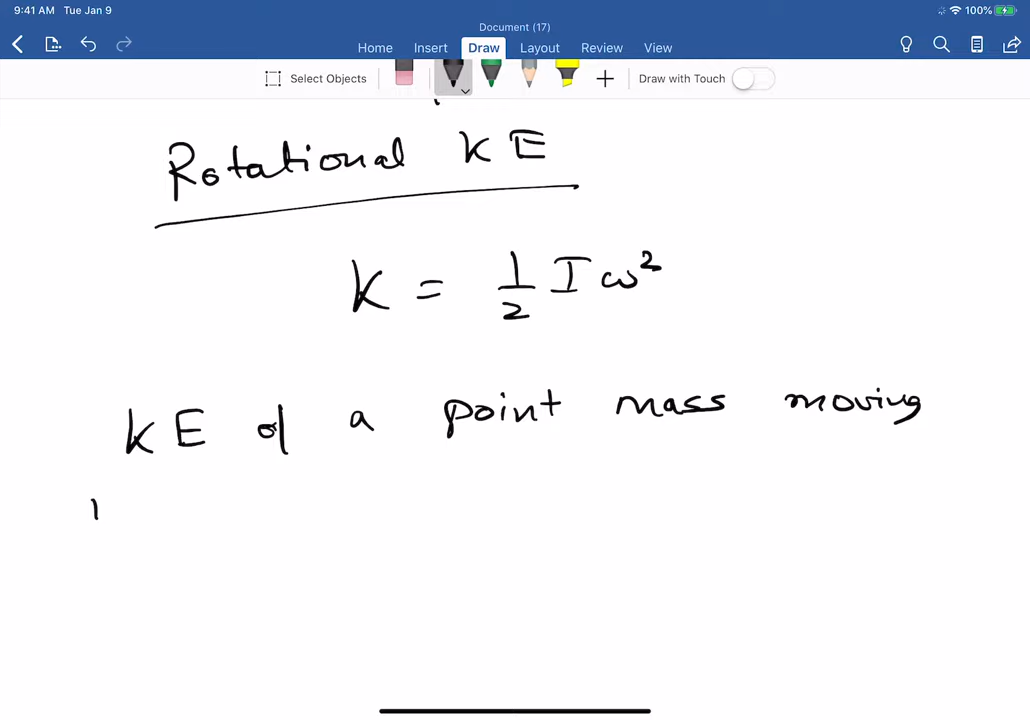 9:41 AM Tue Jan 9
100%
Document (17)
Home Insert Draw Layout Review View
Select Objects
Draw with Touch
Rotational KE
K = 1/2 I ω²
KE of a point mass moving